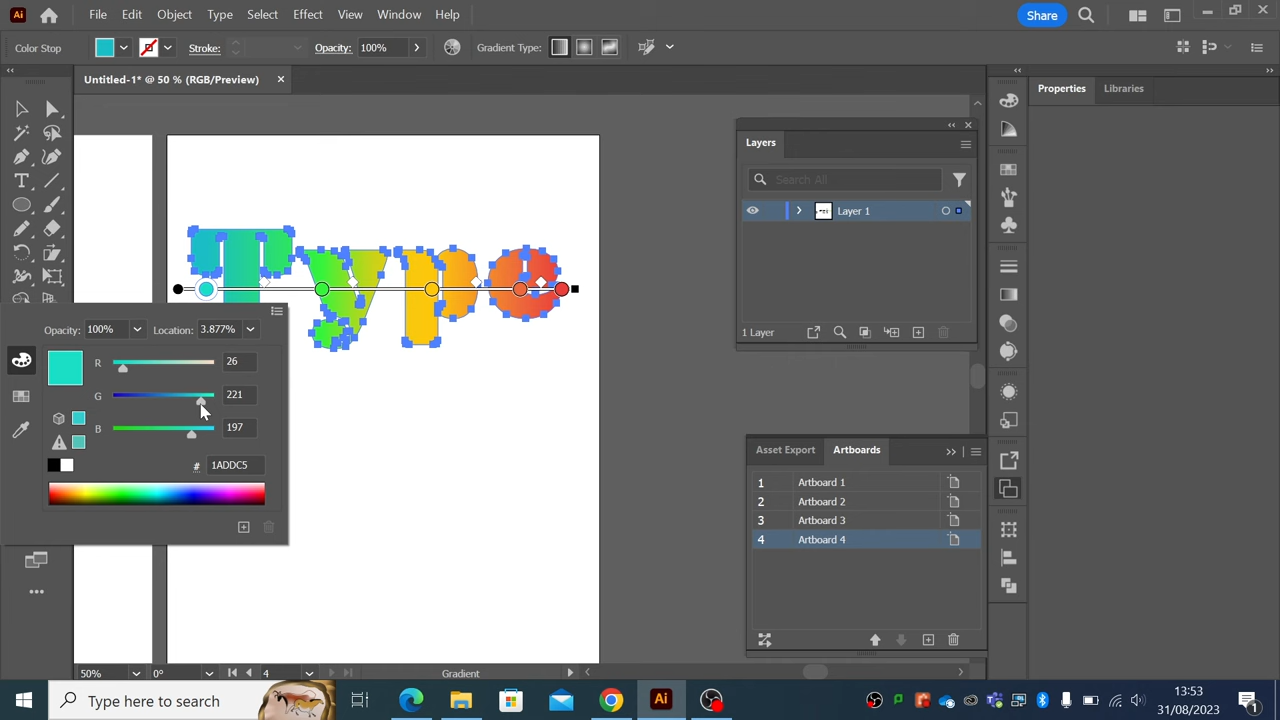 Ai File Edit Object Type Select Effect View Window Help Share
Color Stop Stroke: Opacity: 100% Gradient Type:
Untitled-1* @ 50 % (RGB/Preview)
Properties Libraries
Layers
Search All
Layer 1
Type
Opacity: 100% Location: 3.877%
1 Layer
R 26
G 221
B 197
# 1ADDC5
Asset Export Artboards
1 Artboard 1
2 Artboard 2
3 Artboard 3
4 Artboard 4
50% 0° 4 Gradient
Type here to search
Ai
13:53
31/08/2023
1